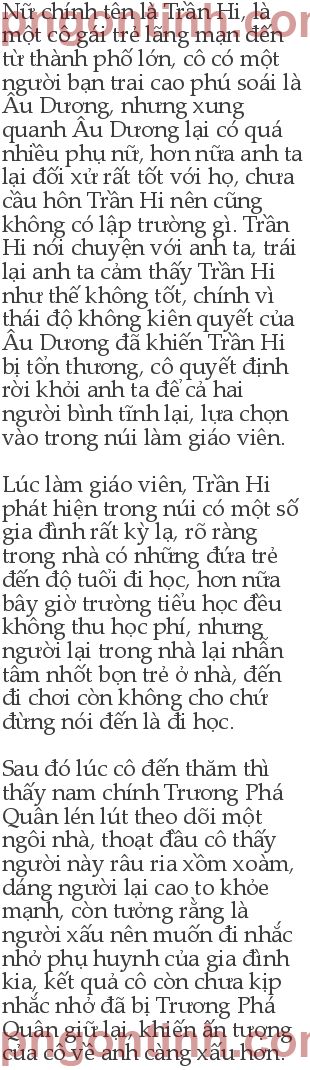 Nữ chính tên là Trần Hi, là
một cô gái trẻ lãng mạn đến
từ thành phố lớn, cô có một
người bạn trai cao phú soái là
Âu Dương, nhưng xung
quanh Âu Dương lại có quá
nhiều phụ nữ, hơn nữa anh ta
lại đối xử rất tốt với họ, chưa
cầu hôn Trần Hi nên cũng
không có lập trường gì. Trần
Hi nói chuyện với anh ta, trái
lại anh ta cảm thấy Trần Hi
như thế không tốt, chính vì
thái độ không kiên quyết của
Âu Dương đã khiến Trần Hi
bị tổn thương, cô quyết định
rời khỏi anh ta để cả hai
người bình tĩnh lại, lựa chọn
vào trong núi làm giáo viên.
Lúc làm giáo viên, Trần Hi
phát hiện trong núi có một số
gia đình rất kỳ lạ, rõ ràng
trong nhà có những đứa trẻ
đến độ tuổi đi học, hơn nữa
bây giờ trường tiểu học đều
không thu học phí, nhưng
người lại trong nhà lại nhẫn
tâm nhốt bọn trẻ ở nhà, đến
đi chơi còn không cho chứ
đừng nói đến là đi học.
Sau đó lúc cô đến thăm thì
thấy nam chính Trương Phá
Quân lén lút theo dõi một
ngôi nhà, thoạt đầu cô thấy
người này râu ria xồm xoàm,
dáng người lại cao to khỏe
mạnh, còn tưởng rằng là
người xấu nên muốn đi nhắc
nhở phụ huynh của gia đình
kia, kết quả cô còn chưa kịp
nhắc nhở đã bị Trương Phá
Quân giữ lại, khiến ấn tượng
của cô về anh càng xấu hơn.
pngontinh.com
pngontinh.com